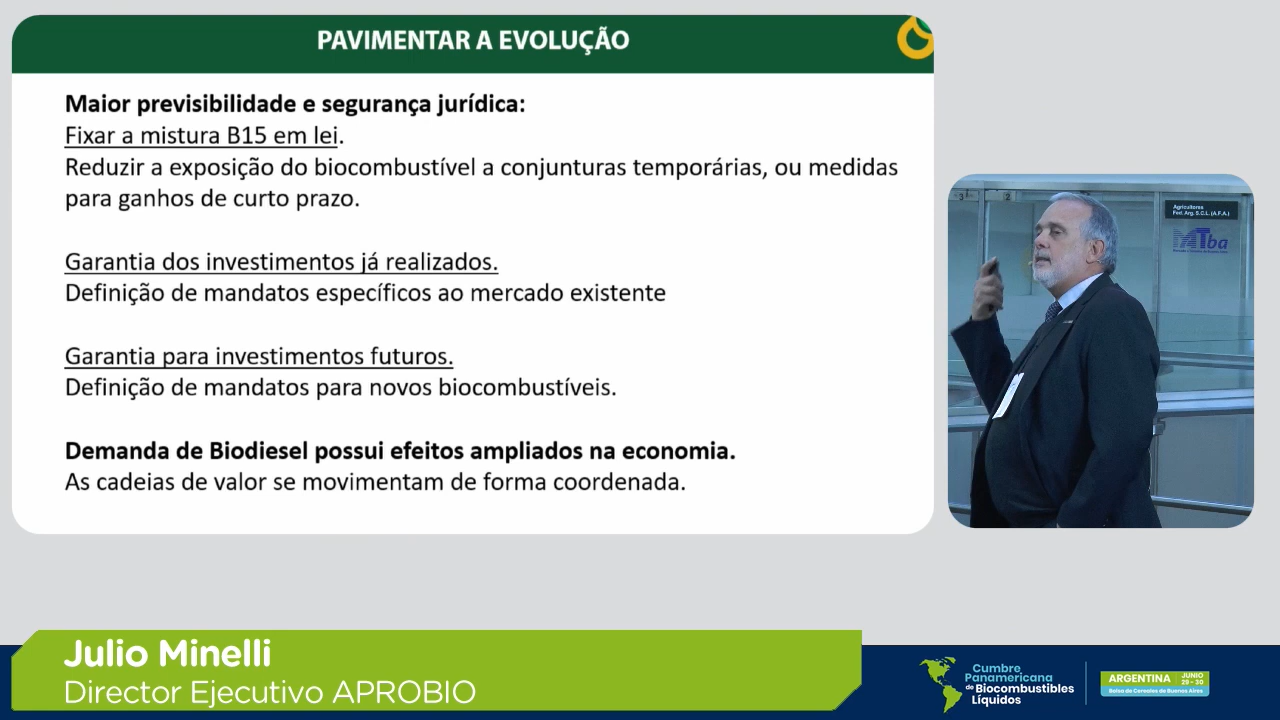 PAVIMENTAR A EVOLUÇÃO
Maior previsibilidade e segurança jurídica:
Fixar a mistura B15 em lei.
Reduzir a exposição do biocombustível a conjunturas temporárias, ou medidas
para ganhos de curto prazo.
Garantia dos investimentos já realizados.
Definição de mandatos específicos ao mercado existente
Garantia para investimentos futuros.
Definição de mandatos para novos biocombustíveis.
Demanda de Biodiesel possui efeitos ampliados na economia.
As cadeias de valor se movimentam de forma coordenada.
3
2
Agricultores
Fed. Arg. S.C.L. (A.F.A.)
MTba
Julio Minelli
Director Ejecutivo APROBIO
Cumbre
Panamericana
de Biocombustibles
Líquidos
ARGENTINA
JUNIO
29 - 30
Bolsa de Cereales de Buenos Aires